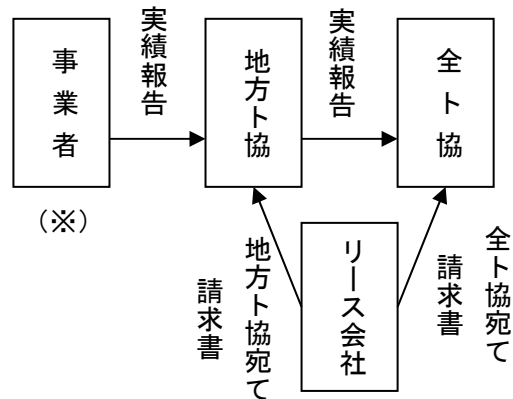 事業者
実績報告
地方ト協
実績報告
全ト協
(※)
リース会社
地方ト協宛て
請求書
全ト協宛て
請求書